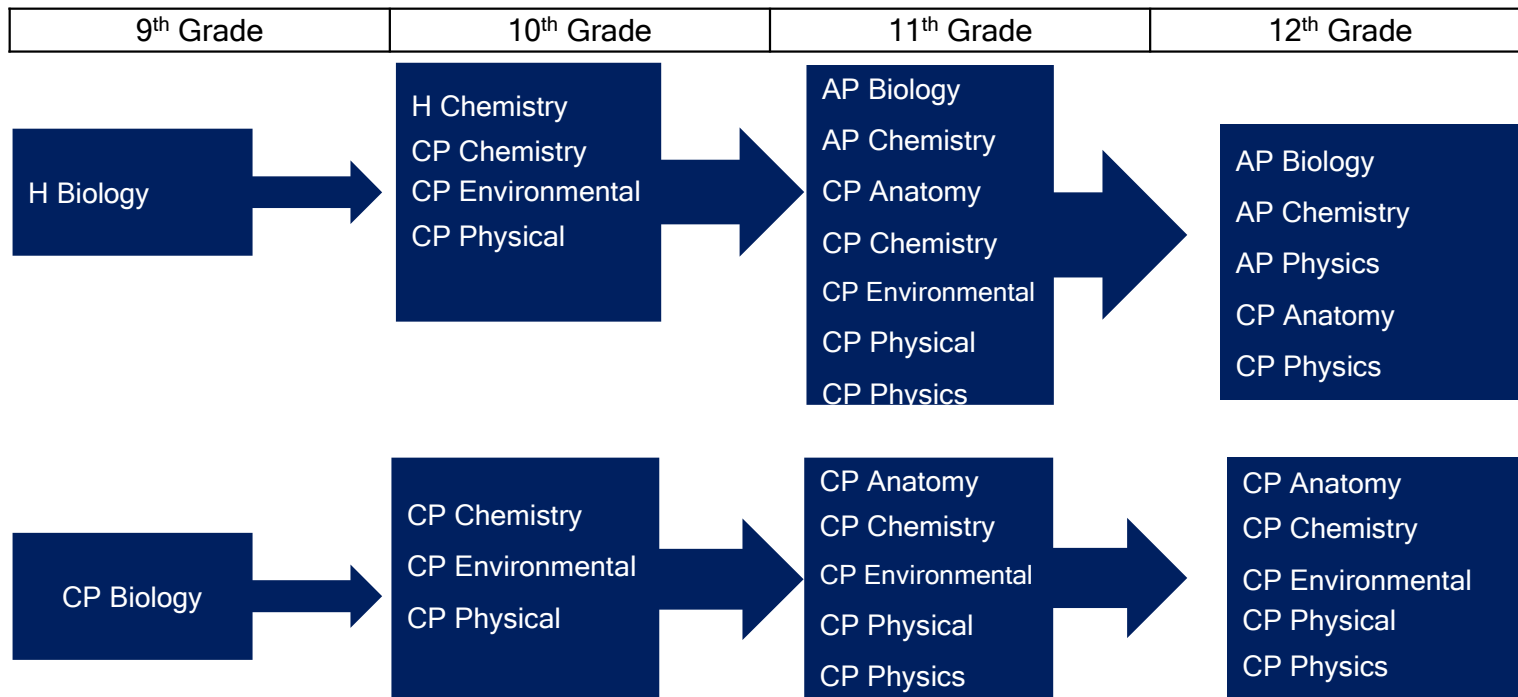 9th Grade
10th Grade
11th Grade
12th Grade
H Biology
H Chemistry
CP Chemistry
CP Environmental
CP Physical
AP Biology
AP Chemistry
CP Anatomy
CP Chemistry
CP Environmental
CP Physical
CP Physics
AP Biology
AP Chemistry
AP Physics
CP Anatomy
CP Physics
CP Biology
CP Chemistry
CP Environmental
CP Physical
CP Anatomy
CP Chemistry
CP Environmental
CP Physical
CP Physics
CP Anatomy
CP Chemistry
CP Environmental
CP Physical
CP Physics